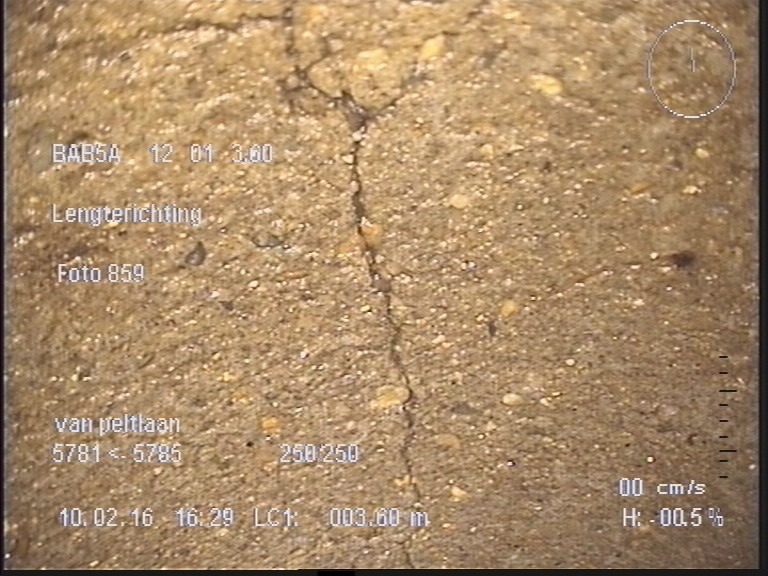 BAB5A 12 01 3.60
Lengterichting
Foto 859
van peltlaan
5781 <- 5785 250/250
00 cm/s
10.02.16 16:29 LC1: 003.60 m H: -00.5 %